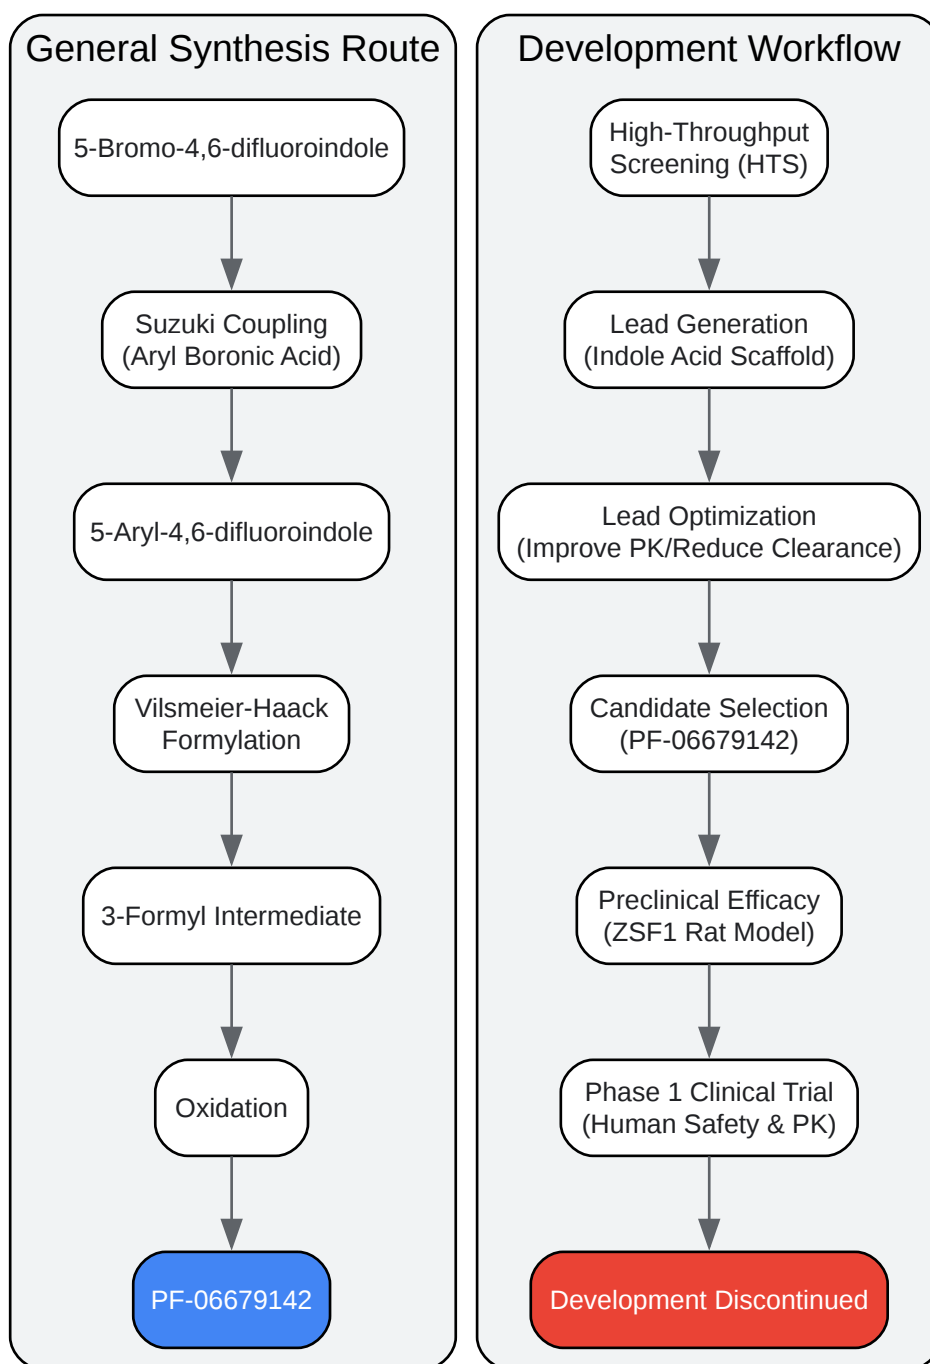 General Synthesis Route
5-Bromo-4,6-difluoroindole
Suzuki Coupling
(Aryl Boronic Acid)
5-Aryl-4,6-difluoroindole
Vilsmeier-Haack
Formylation
3-Formyl Intermediate
Oxidation
PF-06679142
Development Workflow
High-Throughput
Screening (HTS)
Lead Generation
(Indole Acid Scaffold)
Lead Optimization
(Improve PK/Reduce Clearance)
Candidate Selection
(PF-06679142)
Preclinical Efficacy
(ZSF1 Rat Model)
Phase 1 Clinical Trial
(Human Safety & PK)
Development Discontinued